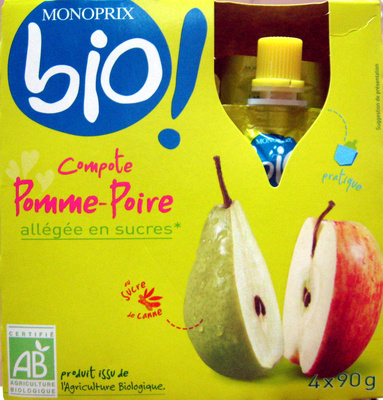 MONOPRIX
bio!
Suggestion de présentation
bio
Compote
Pomme-Poire
allégée en sucres*
pratique
au
sucre
de canne
CERTIFIÉ
AB
AGRICULTURE
BIOLOGIQUE
produit issu de
l'Agriculture Biologique.
4x90g